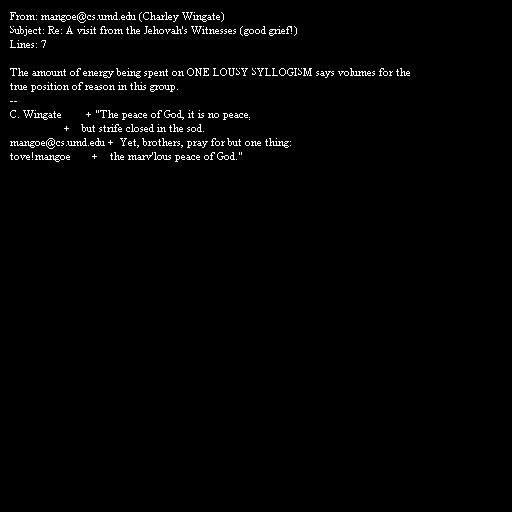 From: mangoe@cs.umd.edu (Charley Wingate)
Subject: Re: A visit from the Jehovah's Witnesses (good grief!)
Lines: 7

The amount of energy being spent on ONE LOUSY SYLLOGISM says volumes for the
true position of reason in this group.
--
C. Wingate        + "The peace of God, it is no peace,
                  +    but strife closed in the sod.
mangoe@cs.umd.edu +  Yet, brothers, pray for but one thing:
tove!mangoe       +    the marv'lous peace of God."